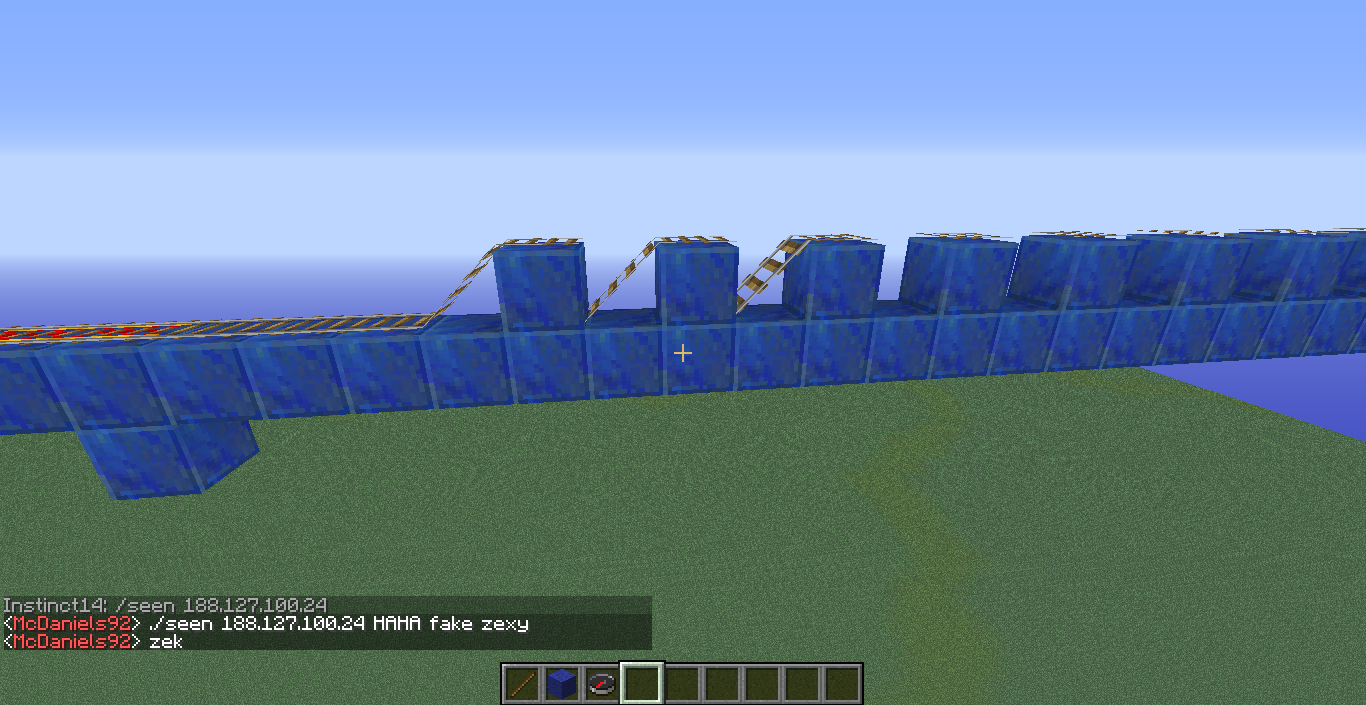 Instinct14: /seen 188.127.100.24
<McDaniels92> ./seen 188.127.100.24 HAHA fake zexy
<McDaniels92> zek